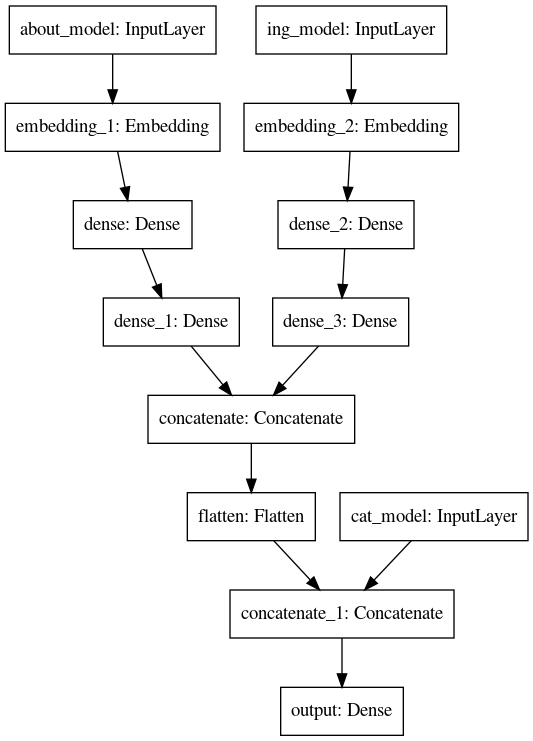 about_model: InputLayer
ing_model: InputLayer
embedding_1: Embedding
embedding_2: Embedding
dense: Dense
dense_2: Dense
dense_1: Dense
dense_3: Dense
concatenate: Concatenate
flatten: Flatten
cat_model: InputLayer
concatenate_1: Concatenate
output: Dense